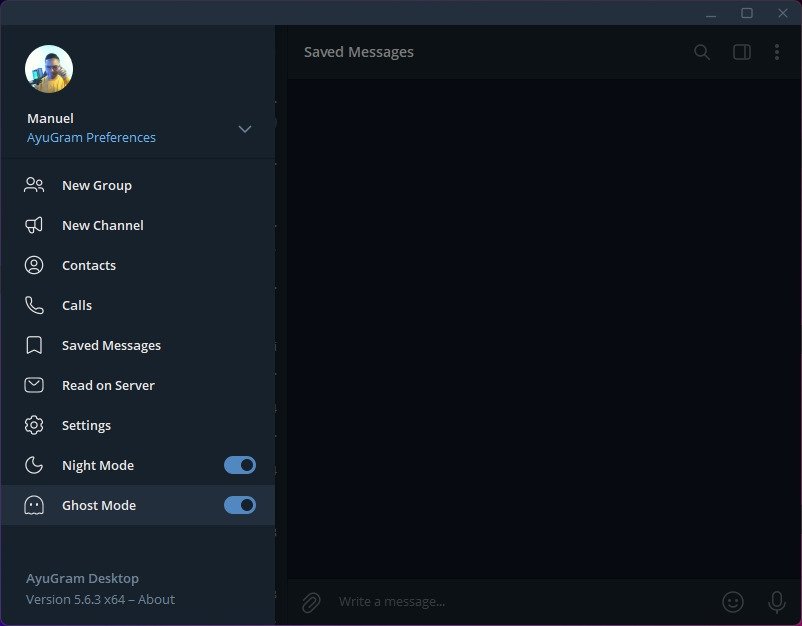 Saved Messages
Manuel
AyuGram Preferences
New Group
New Channel
Contacts
Calls
Saved Messages
Read on Server
Settings
Night Mode
Ghost Mode
AyuGram Desktop
Version 5.6.3 x64 – About
Write a message...